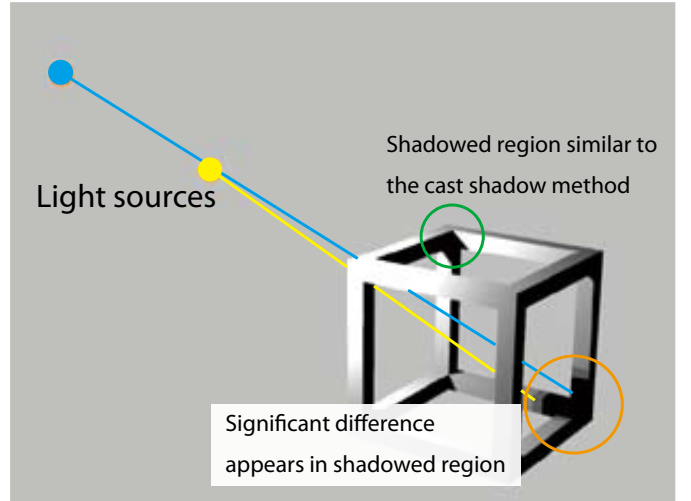 Shadowed region similar to
the cast shadow method
Light sources
Significant difference
appears in shadowed region